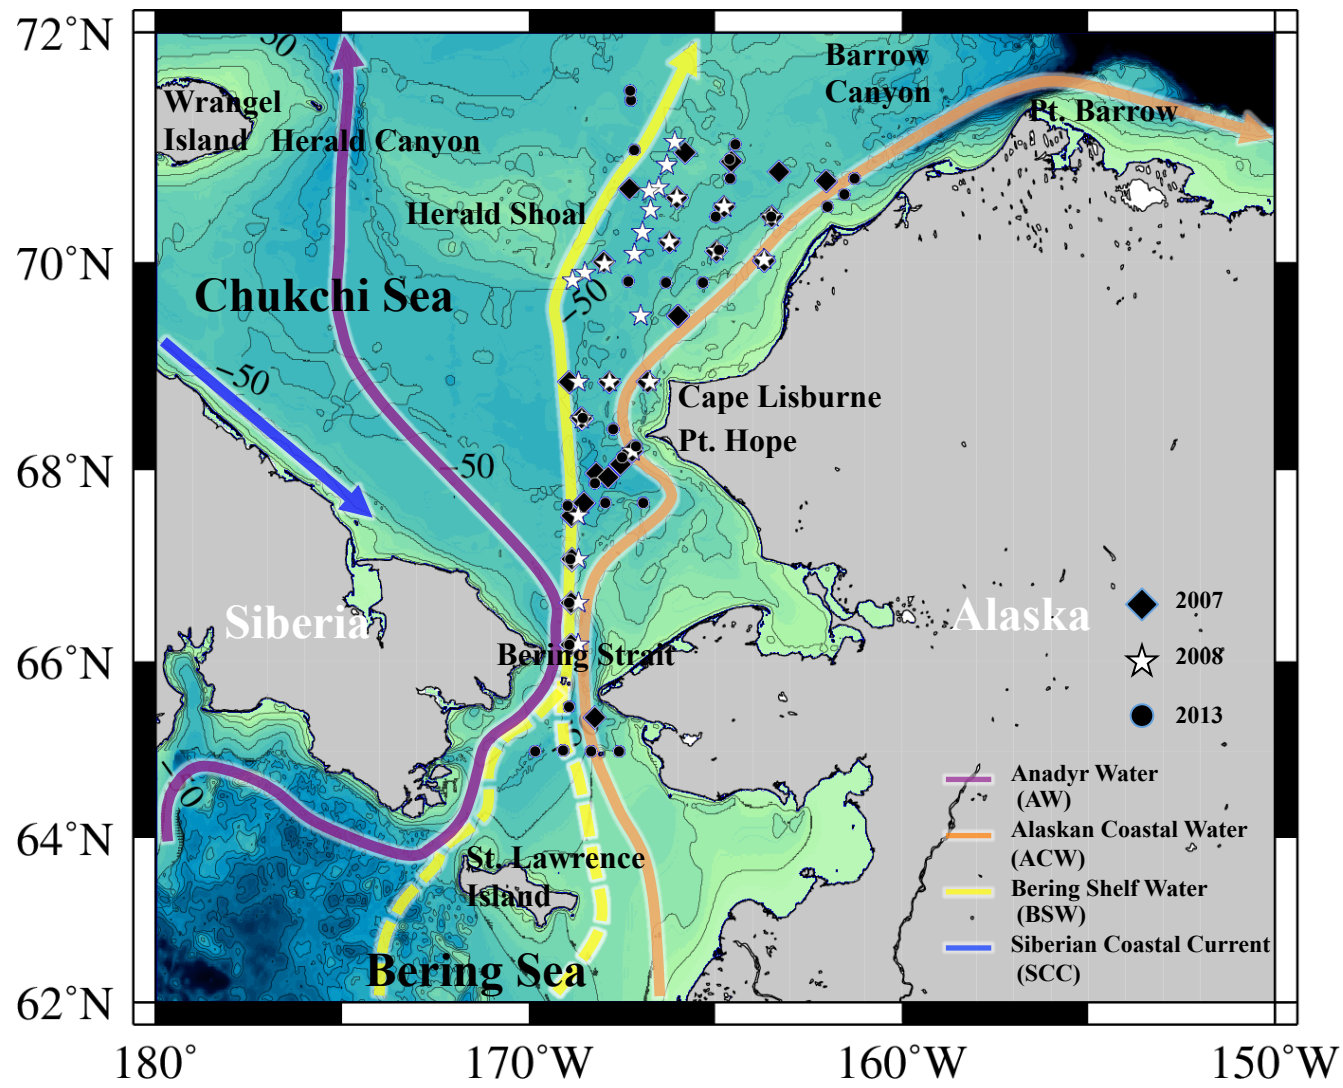 72°N
50
Barrow
Canyon
Wrangel
Island
Herald Canyon
Pt. Barrow
Herald Shoal
70°N
Chukchi Sea
−50
−50
Cape Lisburne
Pt. Hope
−50
68°N
2007
Siberia
Alaska
Bering Strait
2008
66°N
2013
−50
Anadyr Water
(AW)
64°N
Alaskan Coastal Water
(ACW)
St. Lawrence
Island
Bering Shelf Water
(BSW)
Siberian Coastal Current
(SCC)
Bering Sea
62°N
180°
170°W
160°W
150°W